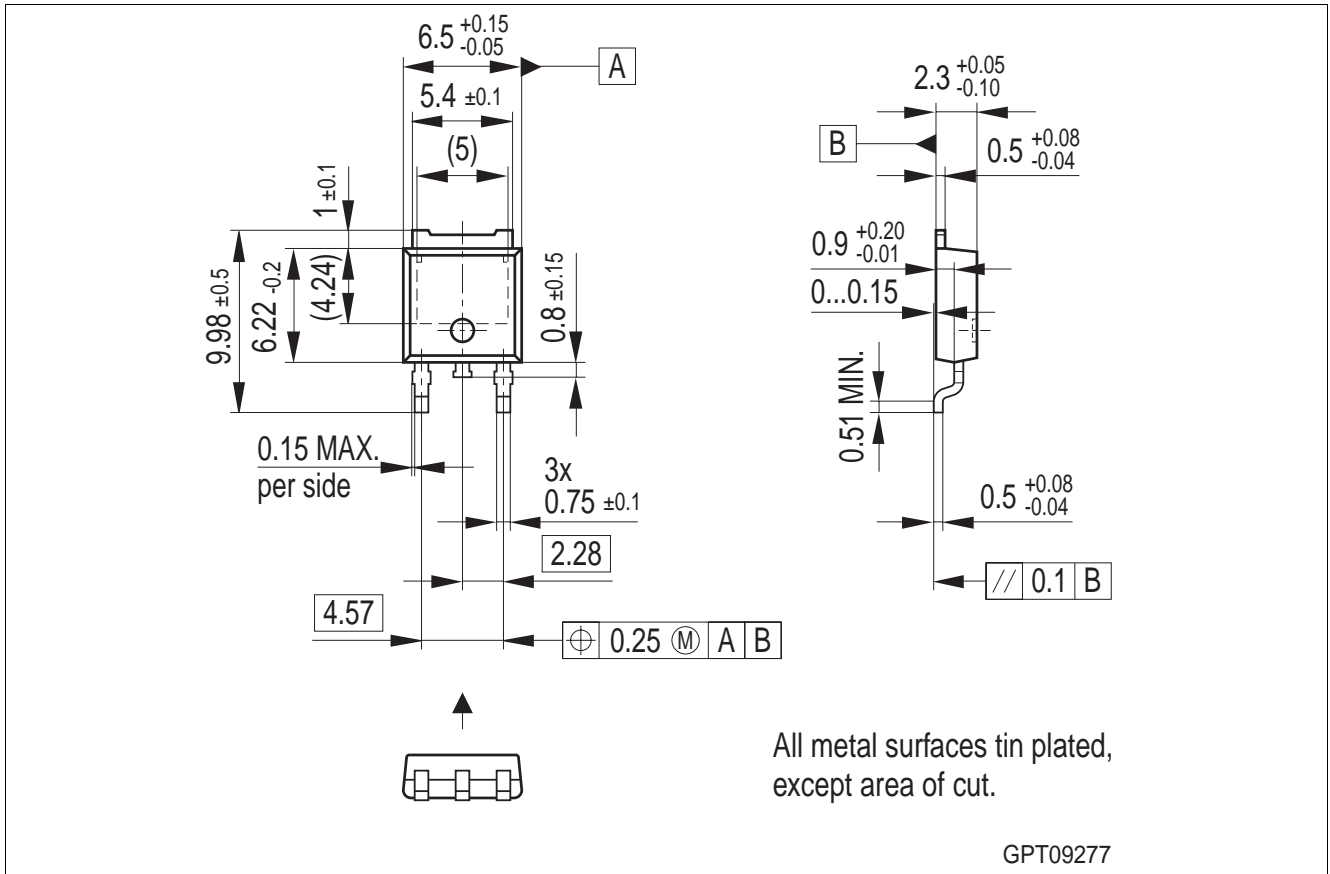 6.5 +0.15 -0.05
A
5.4 ±0.1
(5)
1 ±0.1
9.98 ±0.5
6.22 -0.2
(4.24)
0.8 ±0.15
0.15 MAX.
per side
3x
0.75 ±0.1
2.28
4.57
⌖ 0.25 Ⓜ A B
2.3 +0.05 -0.10
B
0.5 +0.08 -0.04
0.9 +0.20 -0.01
0...0.15
0.51 MIN.
0.5 +0.08 -0.04
// 0.1 B
All metal surfaces tin plated,
except area of cut.
GPT09277